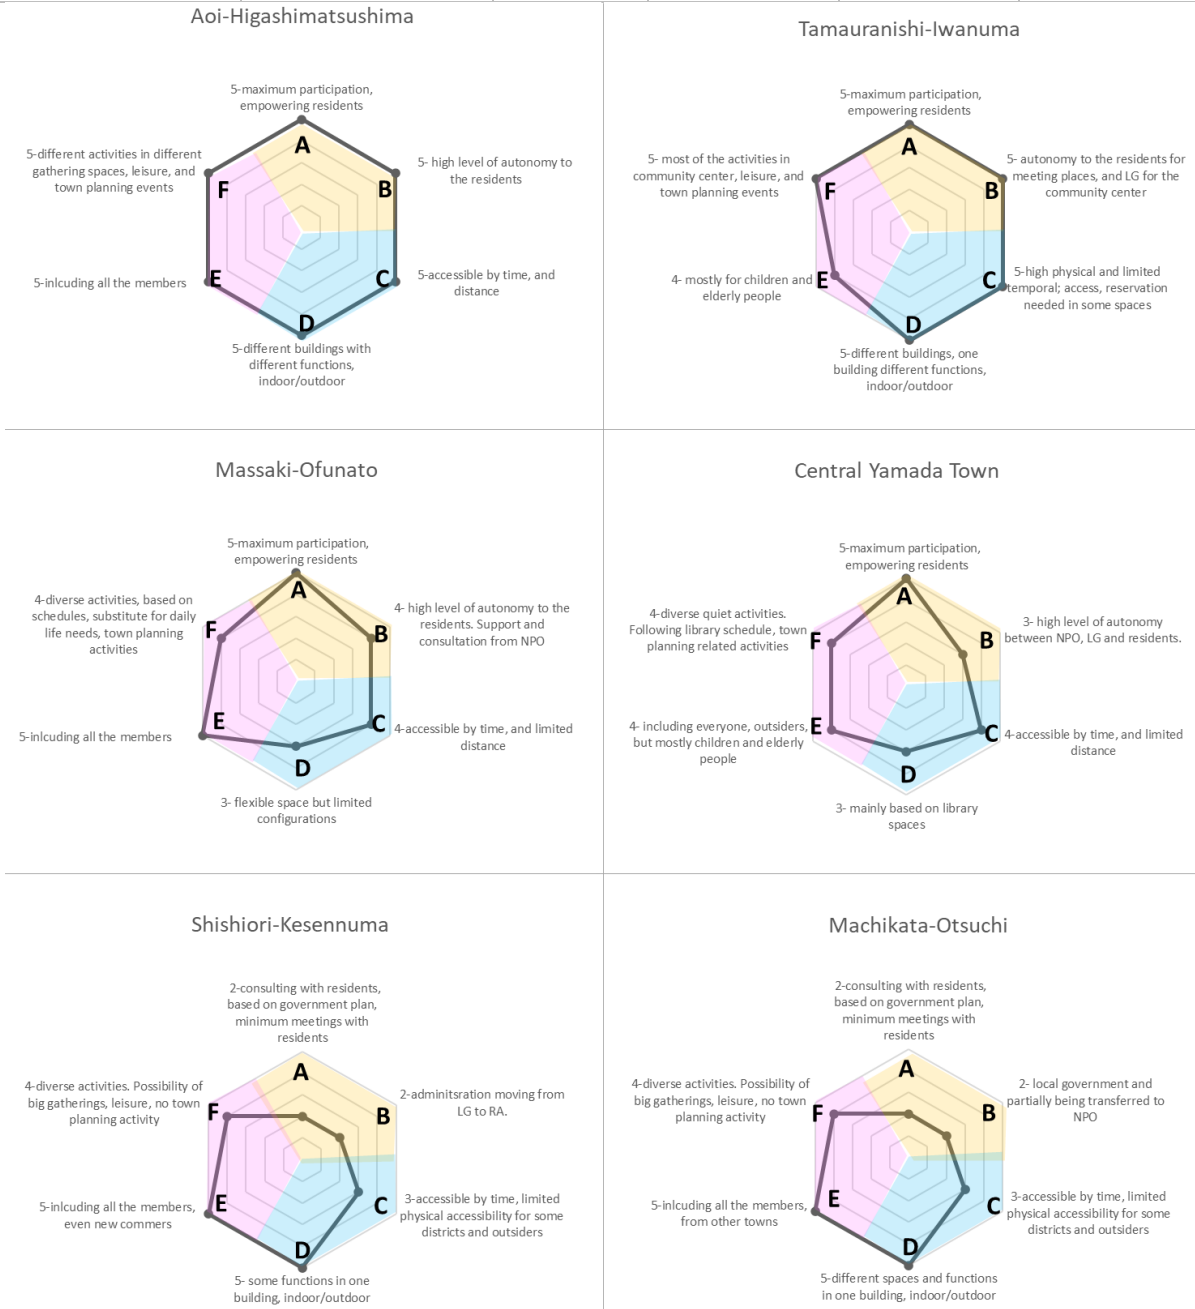 Aoi-Higashimatsushima
5-maximum participation,
empowering residents
A
5- high level of autonomy to
the residents
B
5-accessible by time, and
distance
C
D
5-different buildings with
different functions,
indoor/outdoor
5-inlcuding all the members
E
5-different activities in different
gathering spaces, leisure, and
town planning events
F
Tamauranishi-Iwanuma
5-maximum participation,
empowering residents
A
5- autonomy to the residents for
meeting places, and LG for the
community center
B
5-high physical and limited
temporal; access, reservation
needed in some spaces
C
D
5-different buildings, one
building different functions,
indoor/outdoor
4- mostly for children and
elderly people
E
5- most of the activities in
community center, leisure, and
town planning events
F
Massaki-Ofunato
5-maximum participation,
empowering residents
A
4- high level of autonomy to the
residents. Support and
consultation from NPO
B
4-accessible by time, and limited
distance
C
D
3- flexible space but limited
configurations
5-inlcuding all the members
E
4-diverse activities, based on
schedules, substitute for daily
life needs, town planning
activities
F
Central Yamada Town
5-maximum participation,
empowering residents
A
3- high level of autonomy
between NPO, LG and residents.
B
4-accessible by time, and limited
distance
C
D
3- mainly based on library
spaces
4- including everyone, outsiders,
but mostly children and elderly
people
E
4-diverse quiet activities.
Following library schedule, town
planning related activities
F
Shishiori-Kesennuma
2-consulting with residents,
based on government plan,
minimum meetings with
residents
A
2-adminitsration moving from
LG to RA.
B
3-accessible by time, limited
physical accessibility for some
districts and outsiders
C
D
5- some functions in one
building, indoor/outdoor
5-inlcuding all the members,
even new commers
E
4-diverse activities. Possibility of
big gatherings, leisure, no town
planning activity
F
Machikata-Otsuchi
2-consulting with residents,
based on government plan,
minimum meetings with
residents
A
2- local government and
partially being transferred to
NPO
B
3-accessible by time, limited
physical accessibility for some
districts and outsiders
C
D
5-different spaces and functions
in one building, indoor/outdoor
5-inlcuding all the members,
from other towns
E
4-diverse activities. Possibility of
big gatherings, leisure, no town
planning activity
F